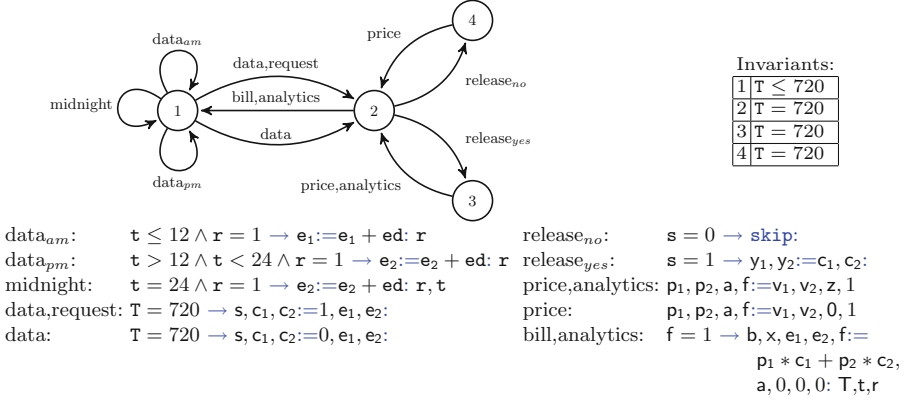 4
data_am
price
data,request
release_no
Invariants:
1 T ≤ 720
2 T = 720
3 T = 720
4 T = 720
midnight
1
bill,analytics
2
data
release_yes
data_pm
price,analytics
3
data_am: t ≤ 12 ∧ r = 1 → e₁:=e₁ + ed: r
data_pm: t > 12 ∧ t < 24 ∧ r = 1 → e₂:=e₂ + ed: r
midnight: t = 24 ∧ r = 1 → e₂:=e₂ + ed: r, t
data,request: T = 720 → s, c₁, c₂:=1, e₁, e₂:
data: T = 720 → s, c₁, c₂:=0, e₁, e₂:
release_no: s = 0 → skip:
release_yes: s = 1 → y₁, y₂:=c₁, c₂:
price,analytics: p₁, p₂, a, f:=v₁, v₂, z, 1
price: p₁, p₂, a, f:=v₁, v₂, 0, 1
bill,analytics: f = 1 → b, x, e₁, e₂, f:=
p₁ ∗ c₁ + p₂ ∗ c₂,
a, 0, 0, 0: T,t,r